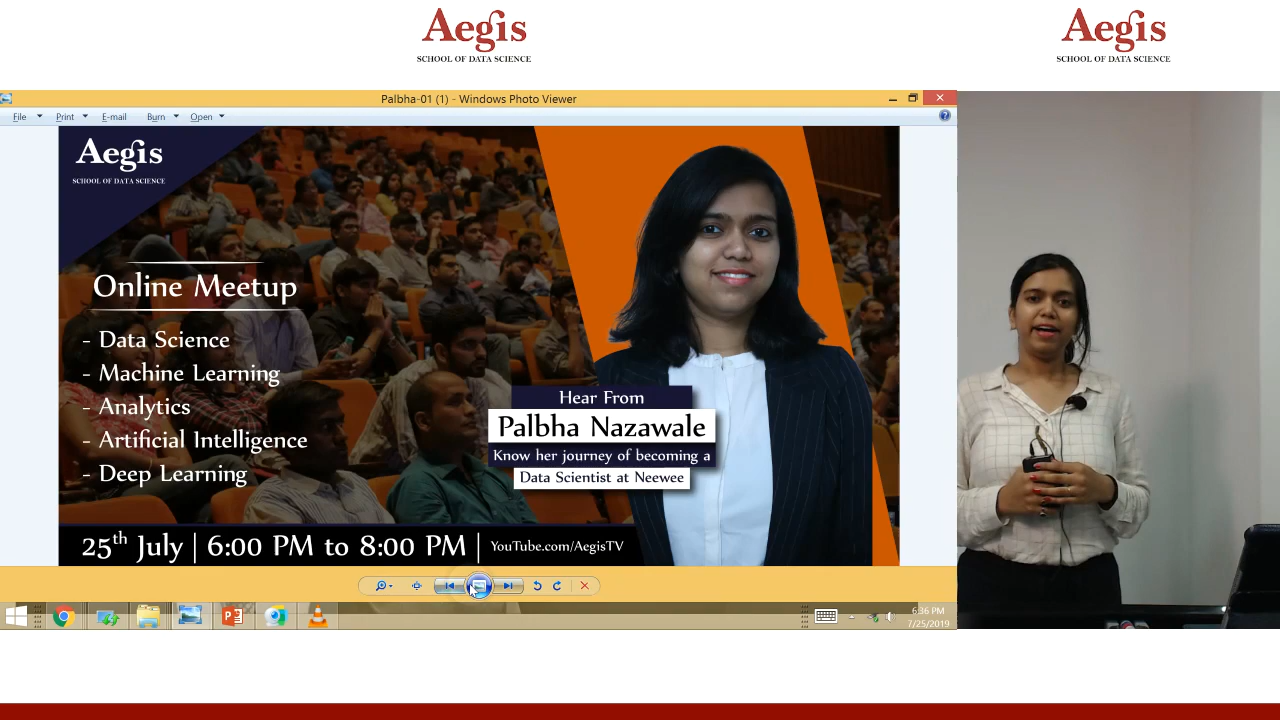 Aegis
SCHOOL OF DATA SCIENCE
Aegis
SCHOOL OF DATA SCIENCE
Palbha-01 (1) - Windows Photo Viewer
File Print E-mail Burn Open
Aegis
SCHOOL OF DATA SCIENCE
Online Meetup
- Data Science
- Machine Learning
- Analytics
- Artificial Intelligence
- Deep Learning
Hear From
Palbha Nazawale
Know her journey of becoming a
Data Scientist at Neewee
25th July | 6:00 PM to 8:00 PM | YouTube.com/AegisTV
6:36 PM
7/25/2019